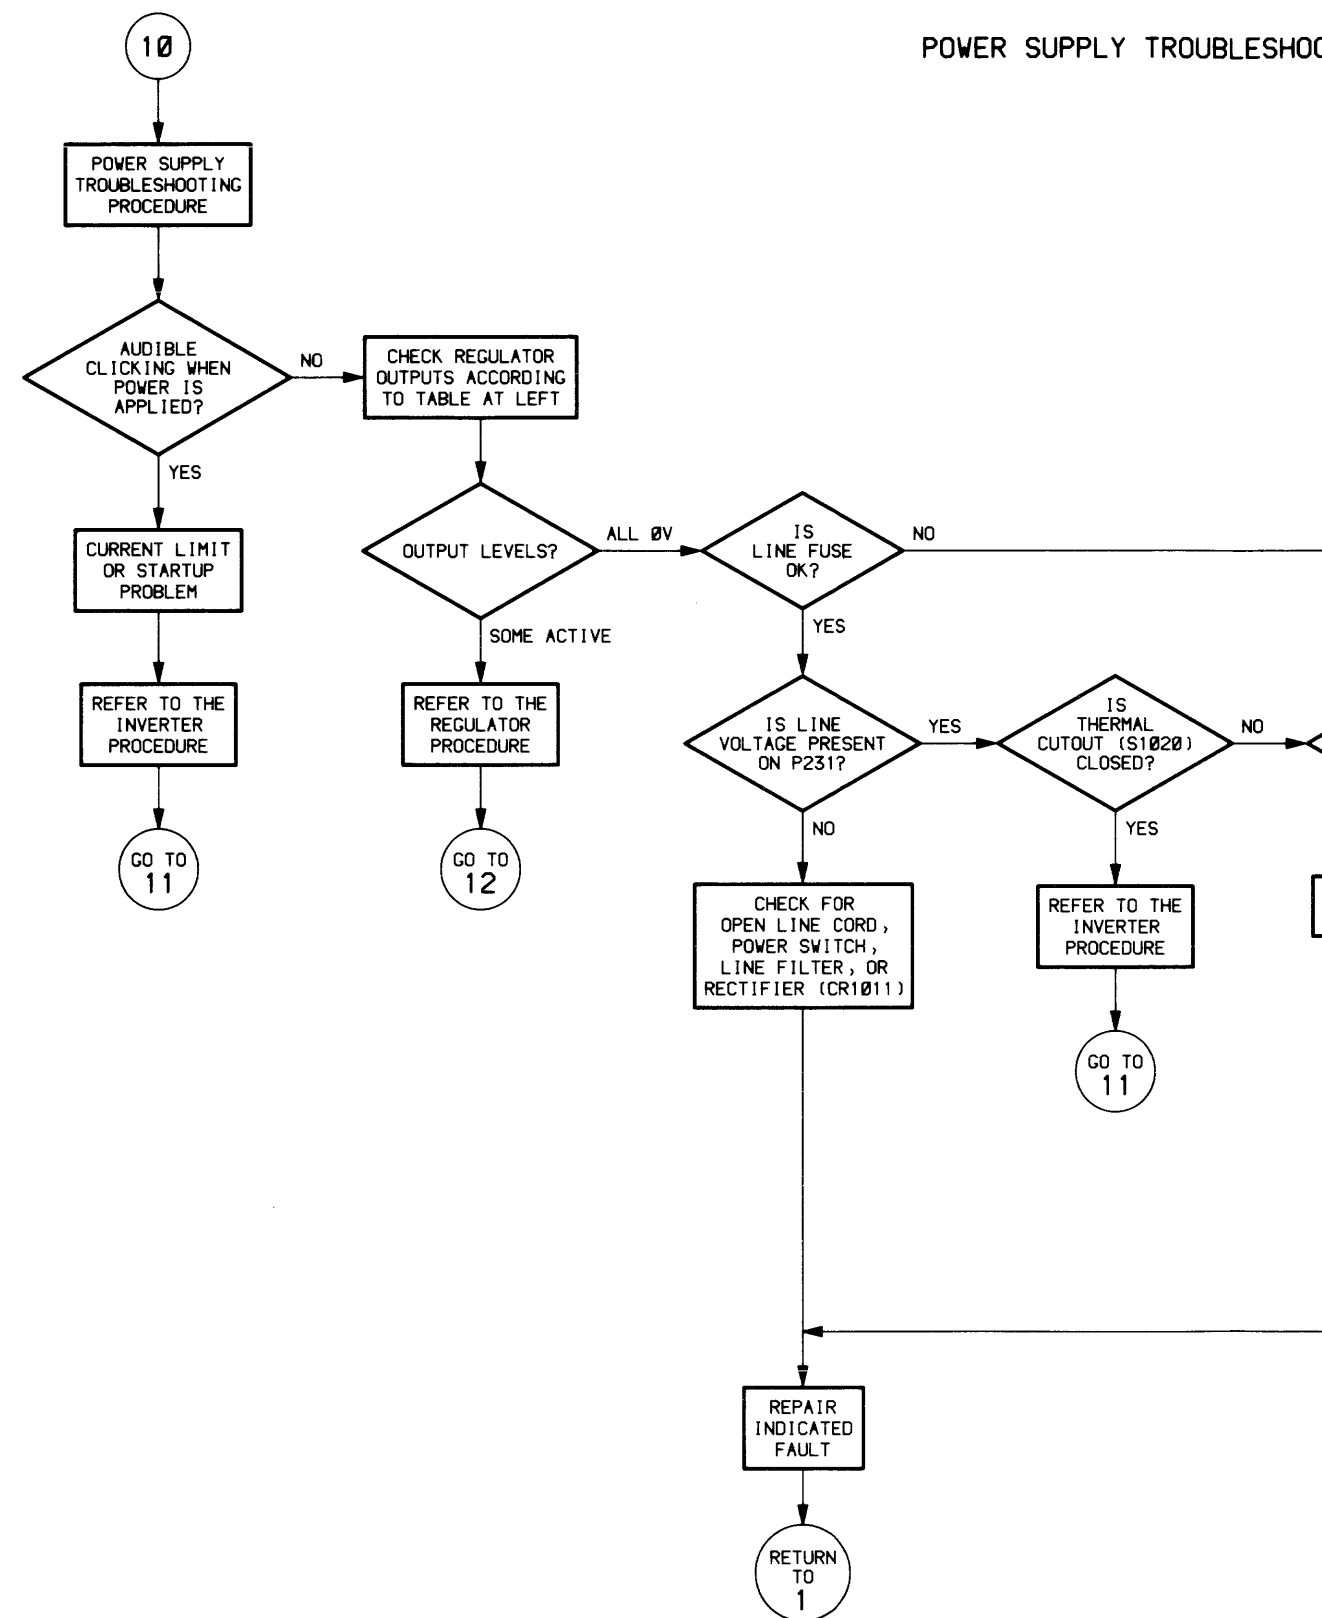 10
POWER SUPPLY TROUBLESHOO
POWER SUPPLY
TROUBLESHOOTING
PROCEDURE
AUDIBLE
CLICKING WHEN
POWER IS
APPLIED?
NO
YES
CHECK REGULATOR
OUTPUTS ACCORDING
TO TABLE AT LEFT
CURRENT LIMIT
OR STARTUP
PROBLEM
OUTPUT LEVELS?
ALL 0V
SOME ACTIVE
IS
LINE FUSE
OK?
NO
YES
REFER TO THE
INVERTER
PROCEDURE
REFER TO THE
REGULATOR
PROCEDURE
IS LINE
VOLTAGE PRESENT
ON P231?
YES
NO
IS
THERMAL
CUTOUT (S1020)
CLOSED?
NO
YES
GO TO
11
GO TO
12
CHECK FOR
OPEN LINE CORD,
POWER SWITCH,
LINE FILTER, OR
RECTIFIER (CR1011)
REFER TO THE
INVERTER
PROCEDURE
GO TO
11
REPAIR
INDICATED
FAULT
RETURN
TO
1